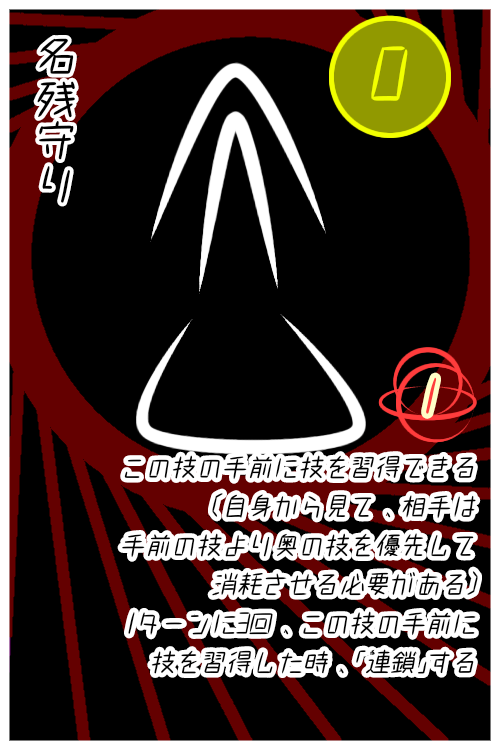 名残守り
0
1
この技の手前に技を習得できる
(自身から見て、相手は
手前の技より奥の技を優先して
消耗させる必要がある)
1ターンに3回、この技の手前に
技を習得した時、「連鎖」する